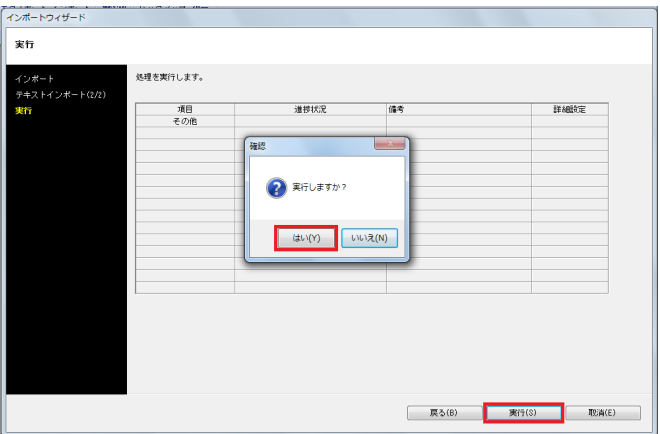 インポートウィザード
実行
インポート
テキストインポート(2/2)
実行
処理を実行します。
項目 進捗状況 備考 詳細設定
その他
確認
実行しますか?
はい(Y) いいえ(N)
戻る(B) 実行(S) 取消(E)